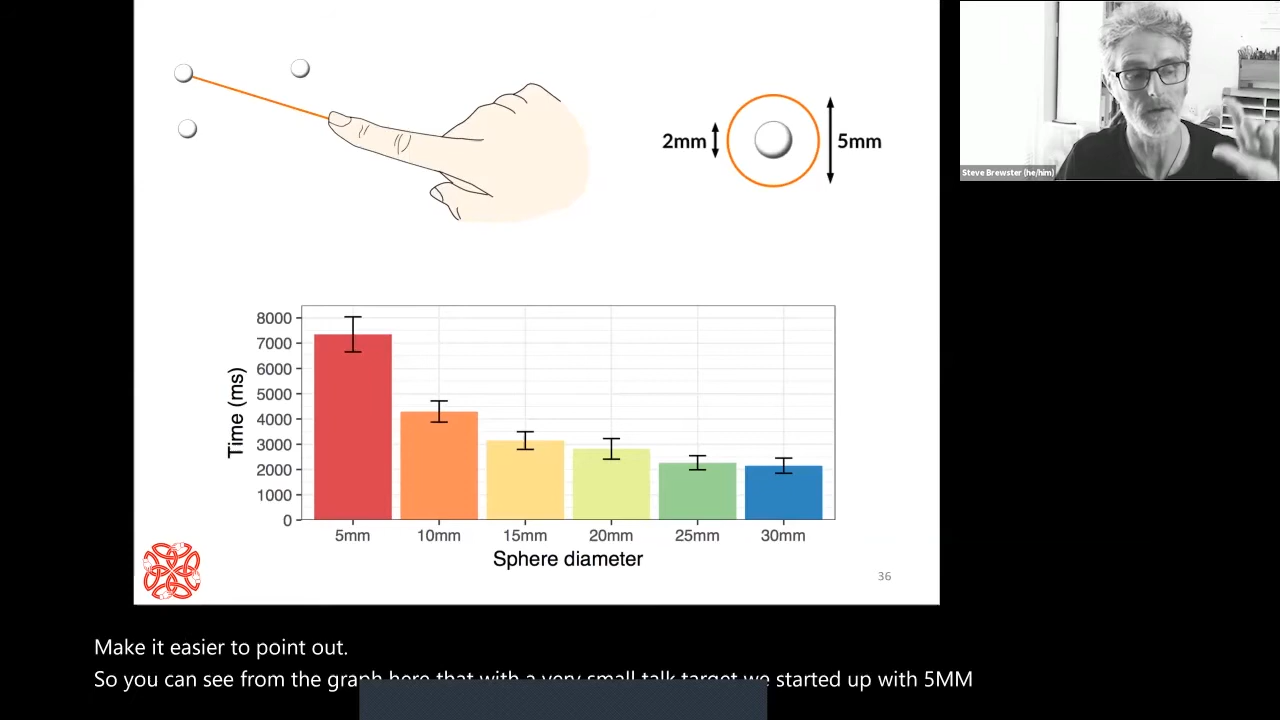 2mm
5mm
Steve Brewster (he/him)
8000
7000
6000
5000
4000
3000
2000
1000
0
Time (ms)
5mm 10mm 15mm 20mm 25mm 30mm
Sphere diameter
36
Make it easier to point out.
So you can see from the graph here that with a very small talk target we started up with 5MM